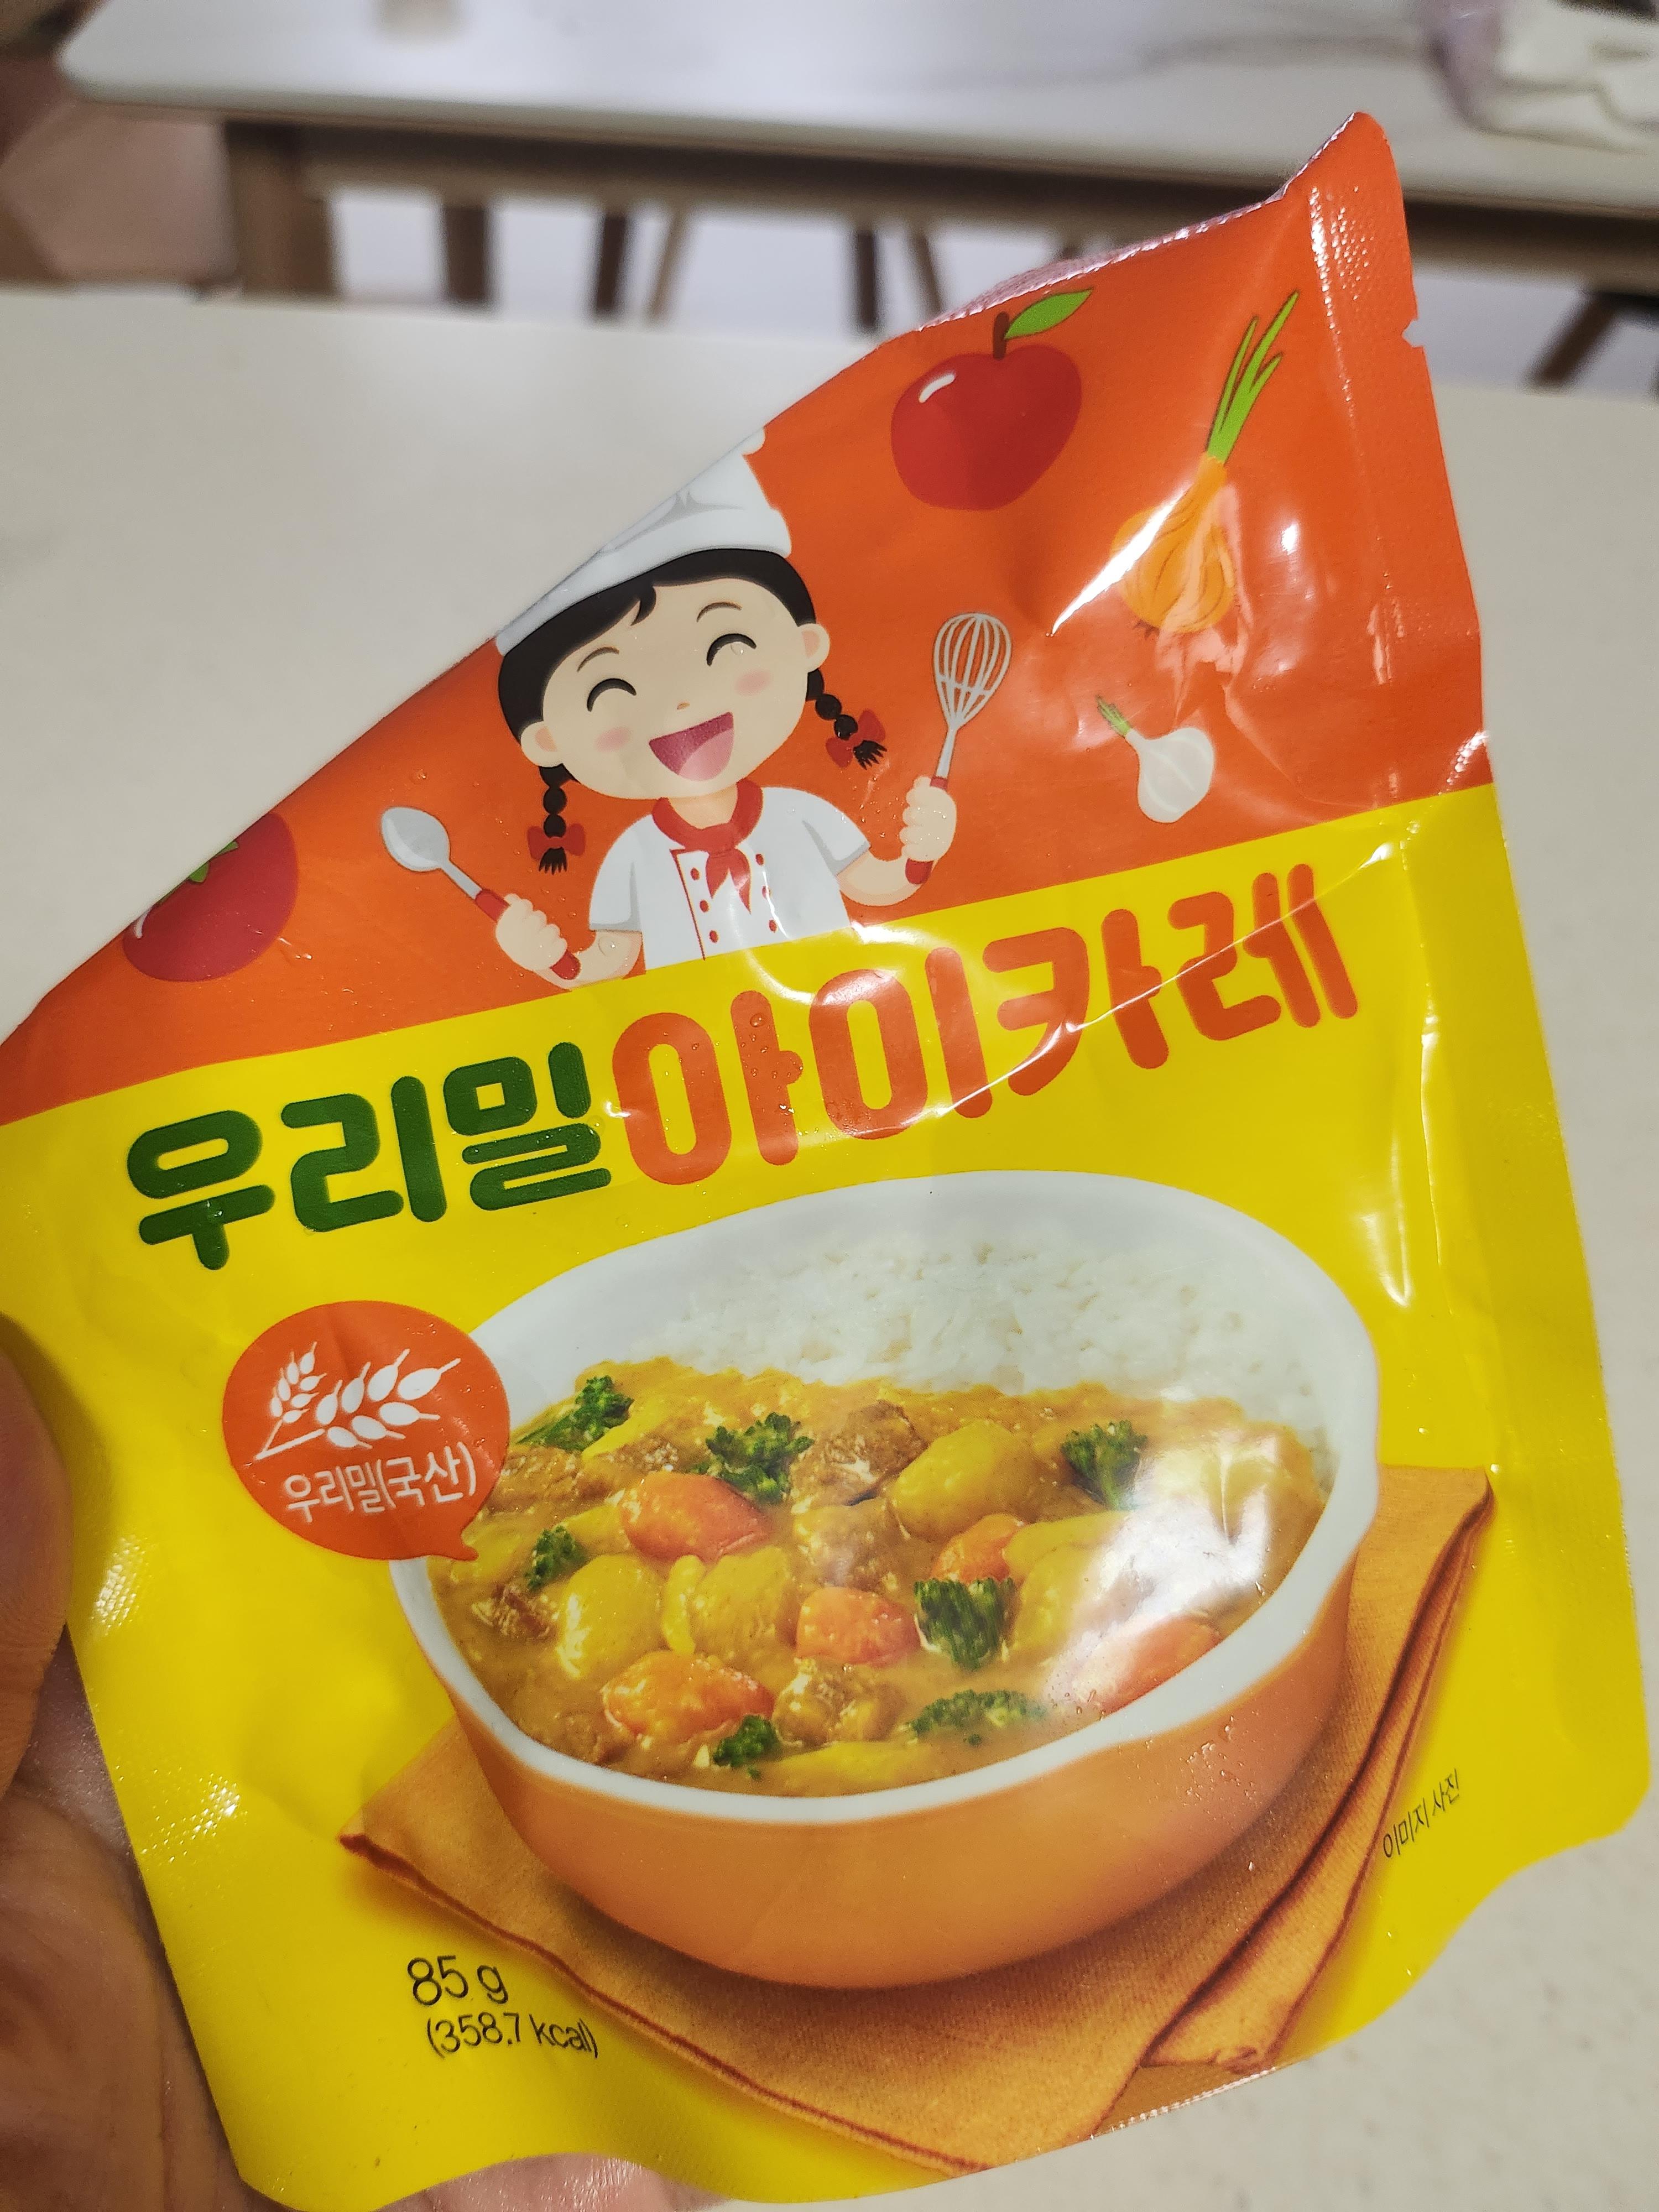 우리밀아이카레
우리밀(국산)
이미지 사진
85 g
(358.7 kcal)